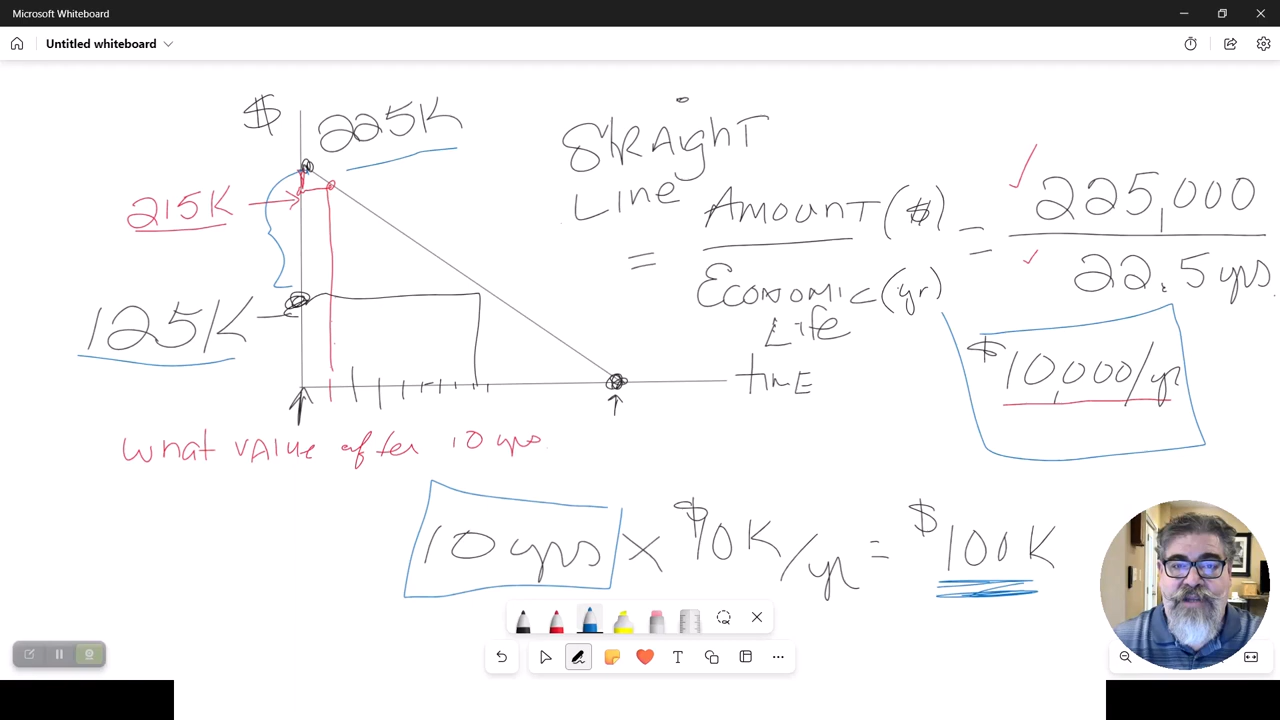 Microsoft Whiteboard
Untitled whiteboard
$
225K
STRAIGHT
LINE
=
AMOUNT ($)
ECONOMIC (yr)
LIFE
=
225,000
22.5 yrs.
$10,000/yr
215K
125K
TIME
What value after 10 yrs.
10 yrs x $10K/yr = $100K
T